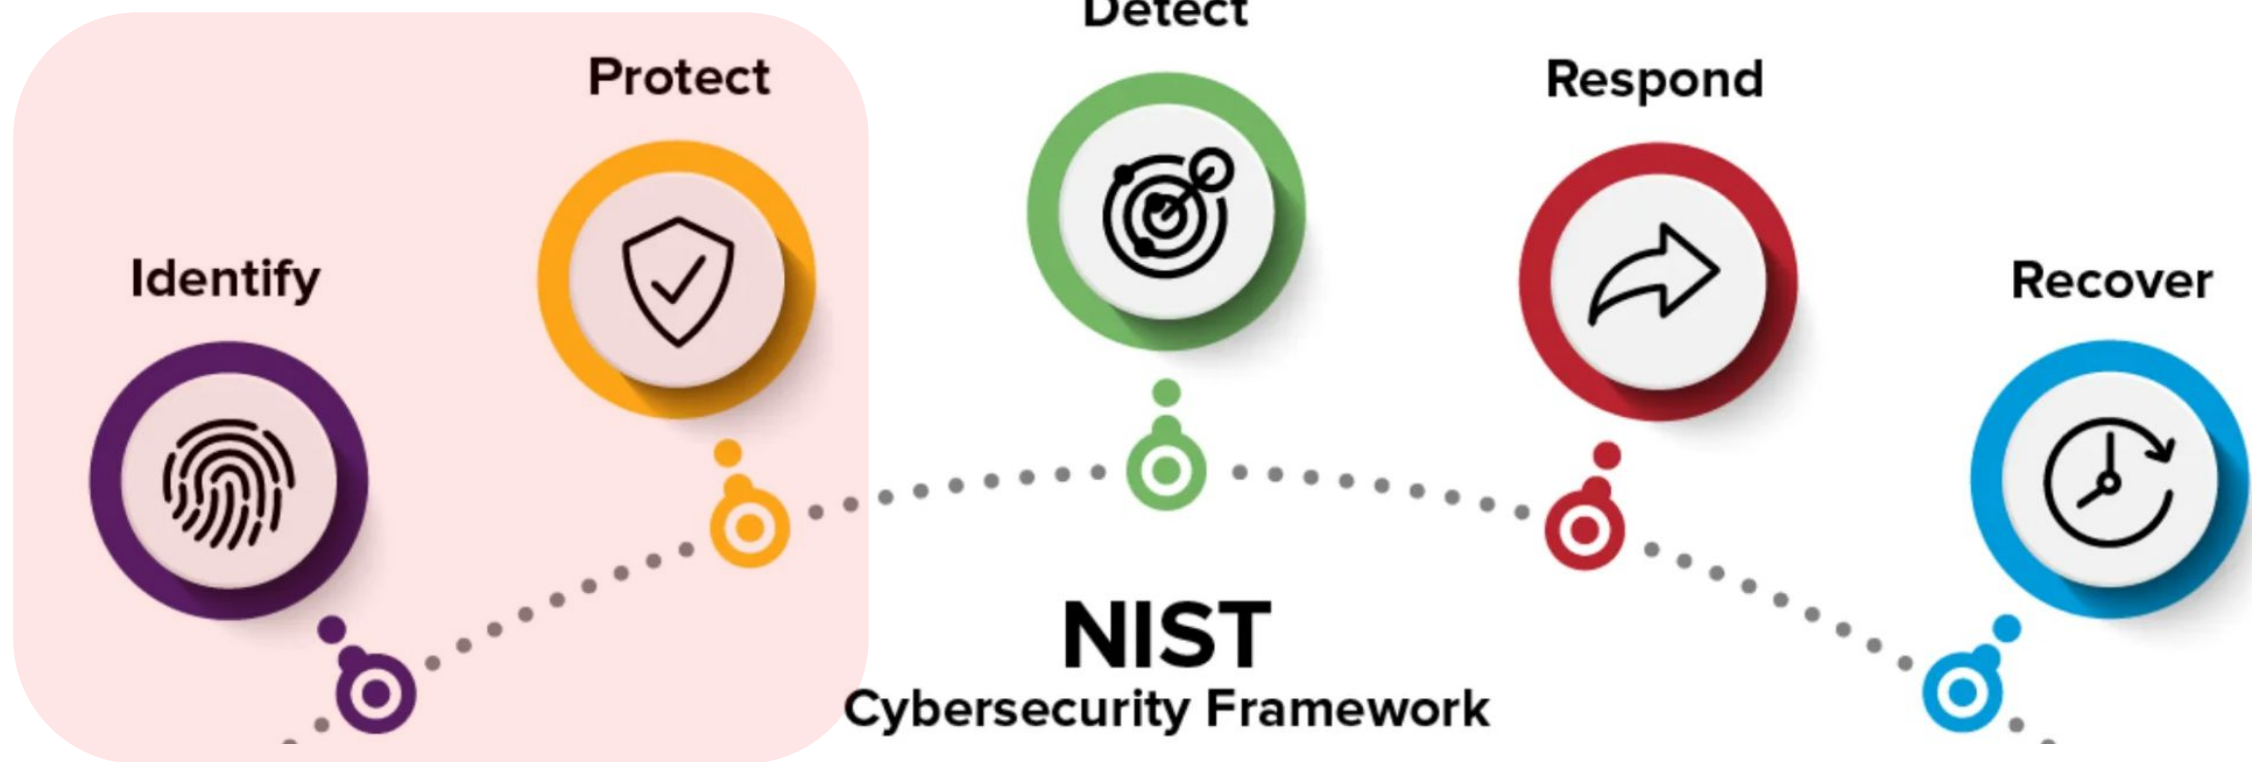 Detect
Protect
Respond
Identify
Recover
NIST
Cybersecurity Framework